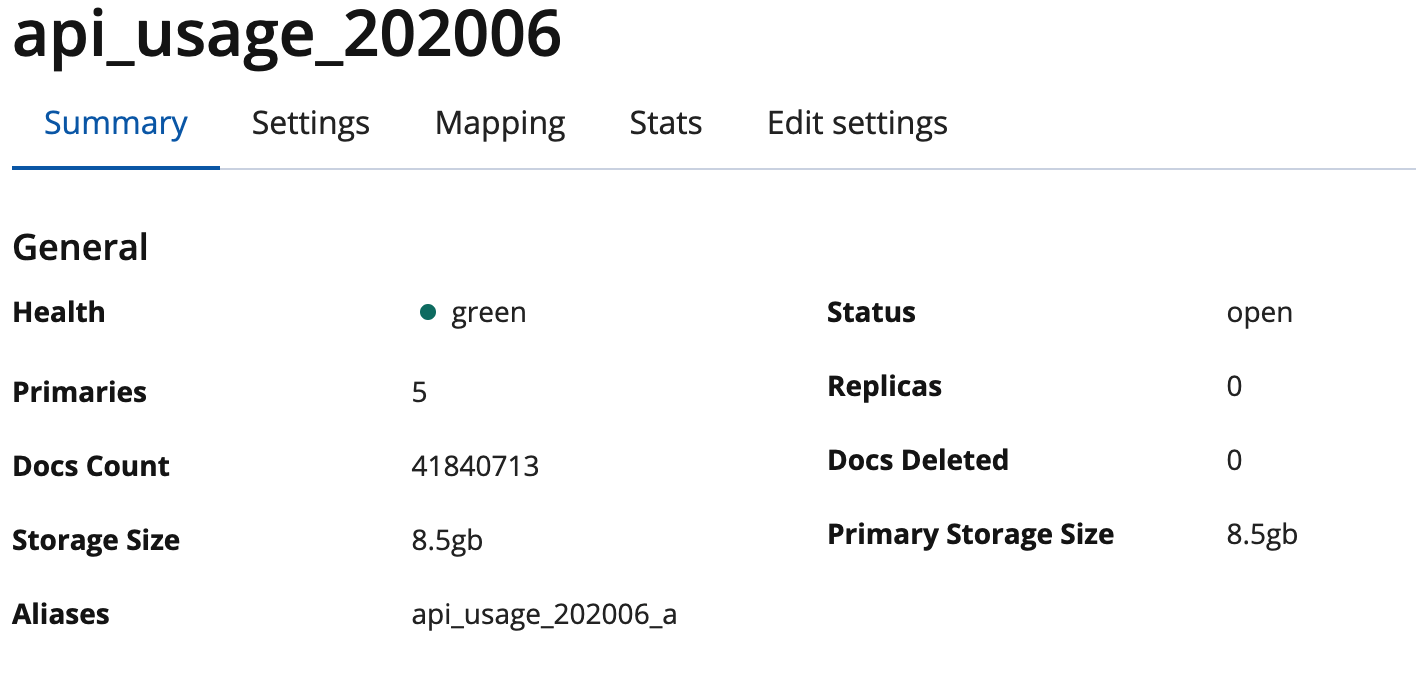 api_usage_202006
Summary Settings Mapping Stats Edit settings
General
Health green Status open
Primaries 5 Replicas 0
Docs Count 41840713 Docs Deleted 0
Storage Size 8.5gb Primary Storage Size 8.5gb
Aliases api_usage_202006_a